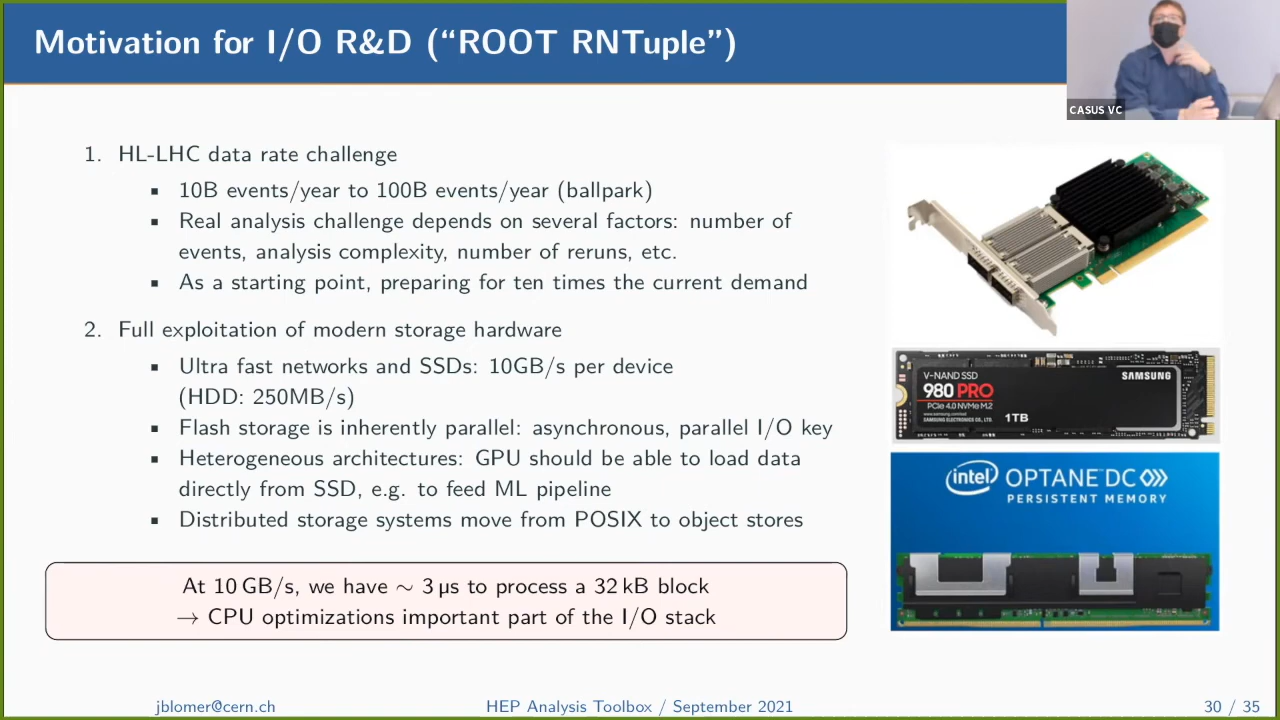 Motivation for I/O R&D (“ROOT RNTuple”)
CASUS VC
1. HL-LHC data rate challenge
▪ 10B events/year to 100B events/year (ballpark)
▪ Real analysis challenge depends on several factors: number of
events, analysis complexity, number of reruns, etc.
▪ As a starting point, preparing for ten times the current demand
2. Full exploitation of modern storage hardware
▪ Ultra fast networks and SSDs: 10GB/s per device
(HDD: 250MB/s)
▪ Flash storage is inherently parallel: asynchronous, parallel I/O key
▪ Heterogeneous architectures: GPU should be able to load data
directly from SSD, e.g. to feed ML pipeline
▪ Distributed storage systems move from POSIX to object stores
At 10 GB/s, we have ∼ 3 µs to process a 32 kB block
→ CPU optimizations important part of the I/O stack
V-NAND SSD
SAMSUNG
980 PRO
PCIe 4.0 NVMe M.2
1TB
intel OPTANE™ DC
PERSISTENT MEMORY
jblomer@cern.ch
HEP Analysis Toolbox / September 2021
30 / 35